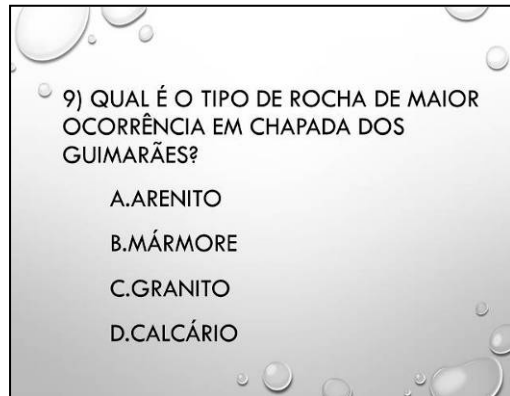 9) QUAL É O TIPO DE ROCHA DE MAIOR
OCORRÊNCIA EM CHAPADA DOS
GUIMARÃES?
A.ARENITO
B.MÁRMORE
C.GRANITO
D.CALCÁRIO